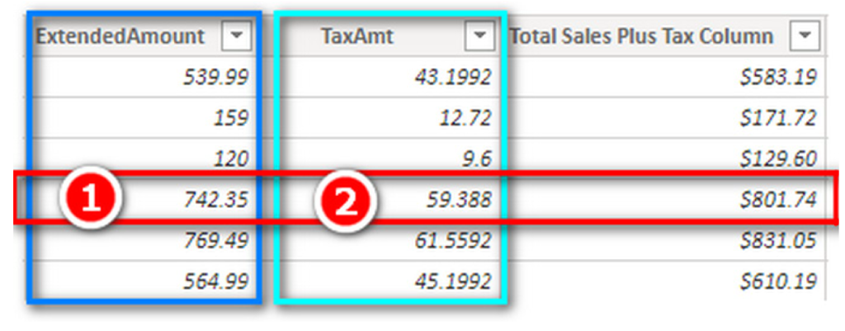 ExtendedAmount TaxAmt Total Sales Plus Tax Column
539.99 43.1992 $583.19
159 12.72 $171.72
120 9.6 $129.60
1 742.35 2 59.388 $801.74
769.49 61.5592 $831.05
564.99 45.1992 $610.19